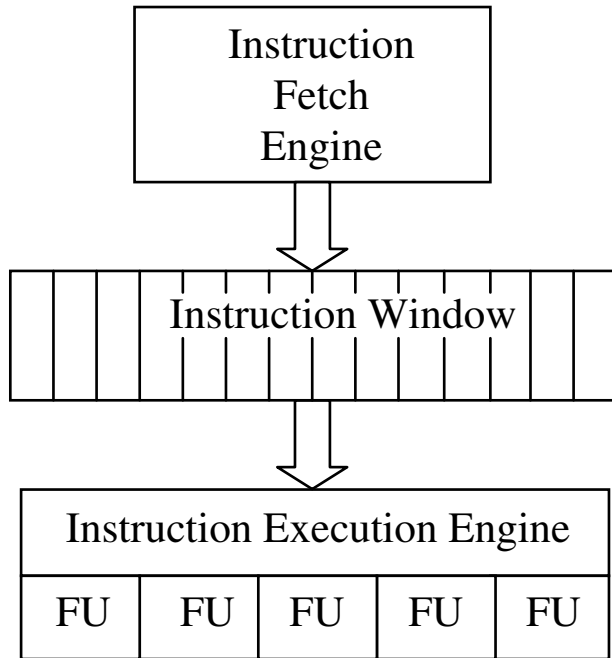 Instruction
Fetch
Engine
Instruction Window
Instruction Execution Engine
FU FU FU FU FU